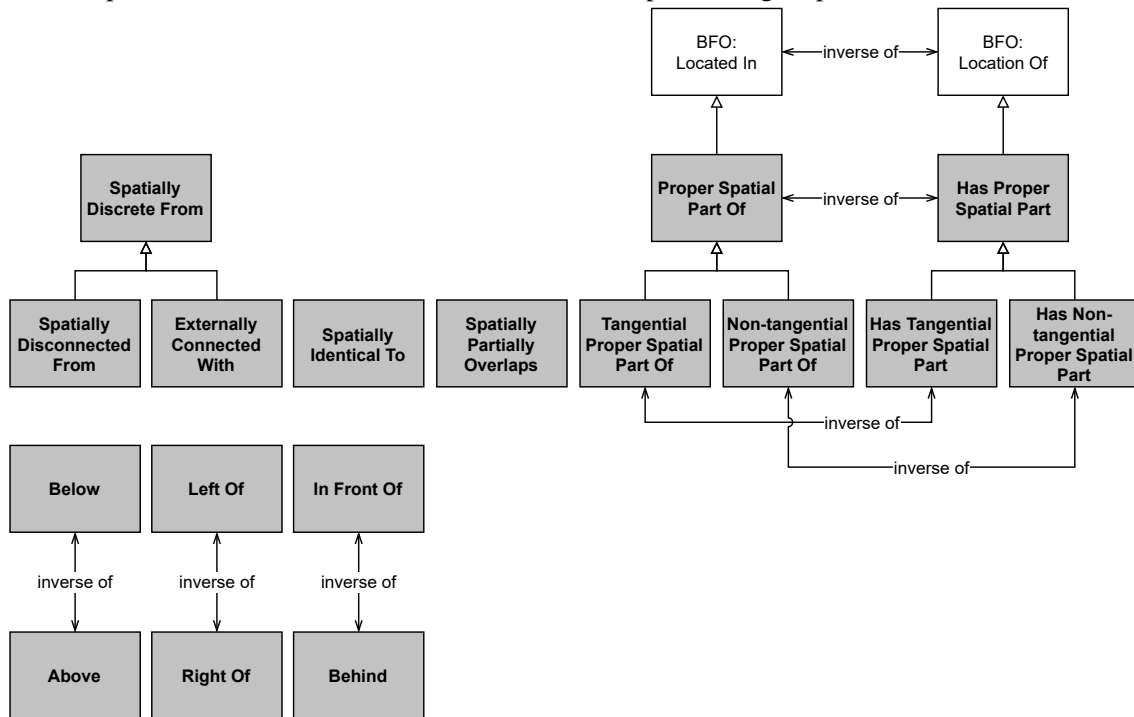 BFO:
Located In
inverse of
BFO:
Location Of
Spatially
Discrete From
Proper Spatial
Part Of
inverse of
Has Proper
Spatial Part
Spatially
Disconnected
From
Externally
Connected
With
Spatially
Identical To
Spatially
Partially
Overlaps
Tangential
Proper Spatial
Part Of
Non-tangential
Proper Spatial
Part Of
Has Tangential
Proper Spatial
Part
Has Non-
tangential
Proper Spatial
Part
inverse of
inverse of
Below
Left Of
In Front Of
inverse of
inverse of
inverse of
Above
Right Of
Behind